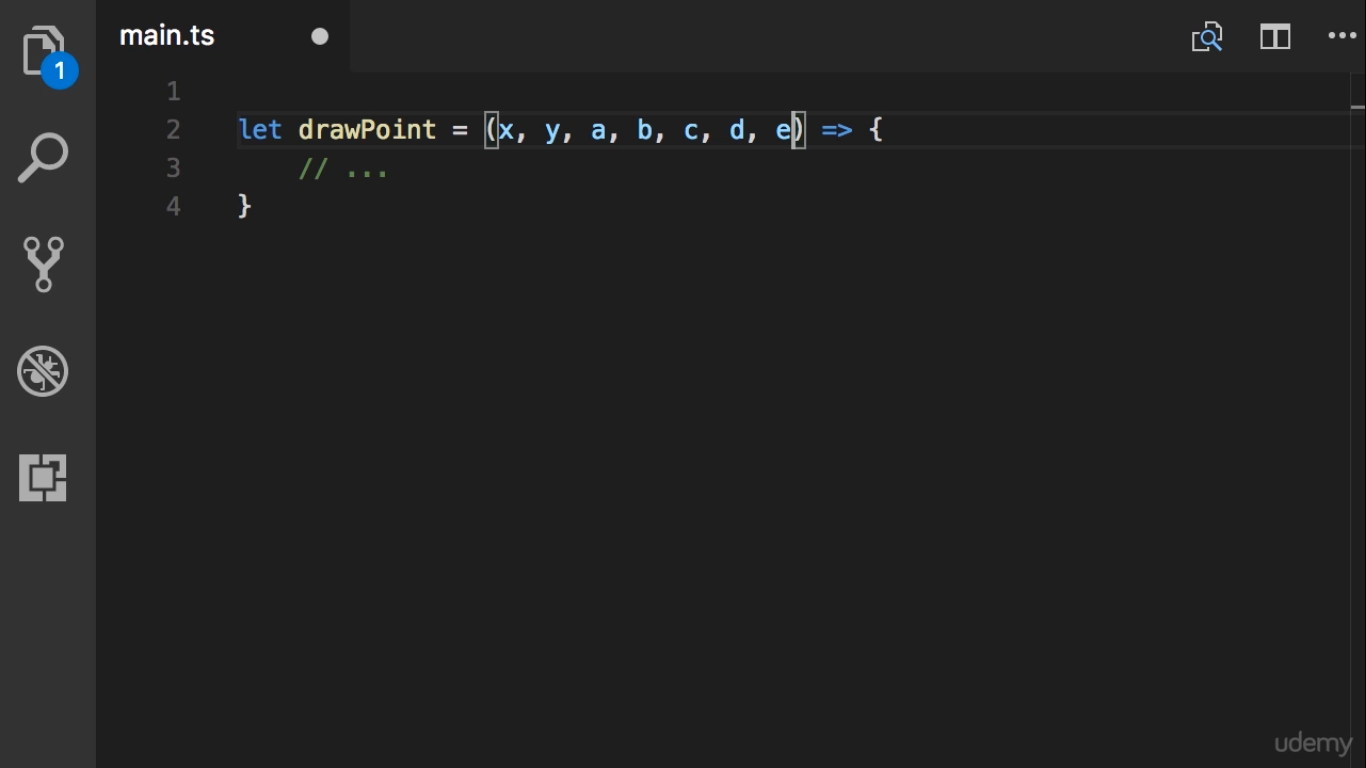 main.ts
1
1
2 let drawPoint = (x, y, a, b, c, d, e) => {
3 // ...
4 }
udemy